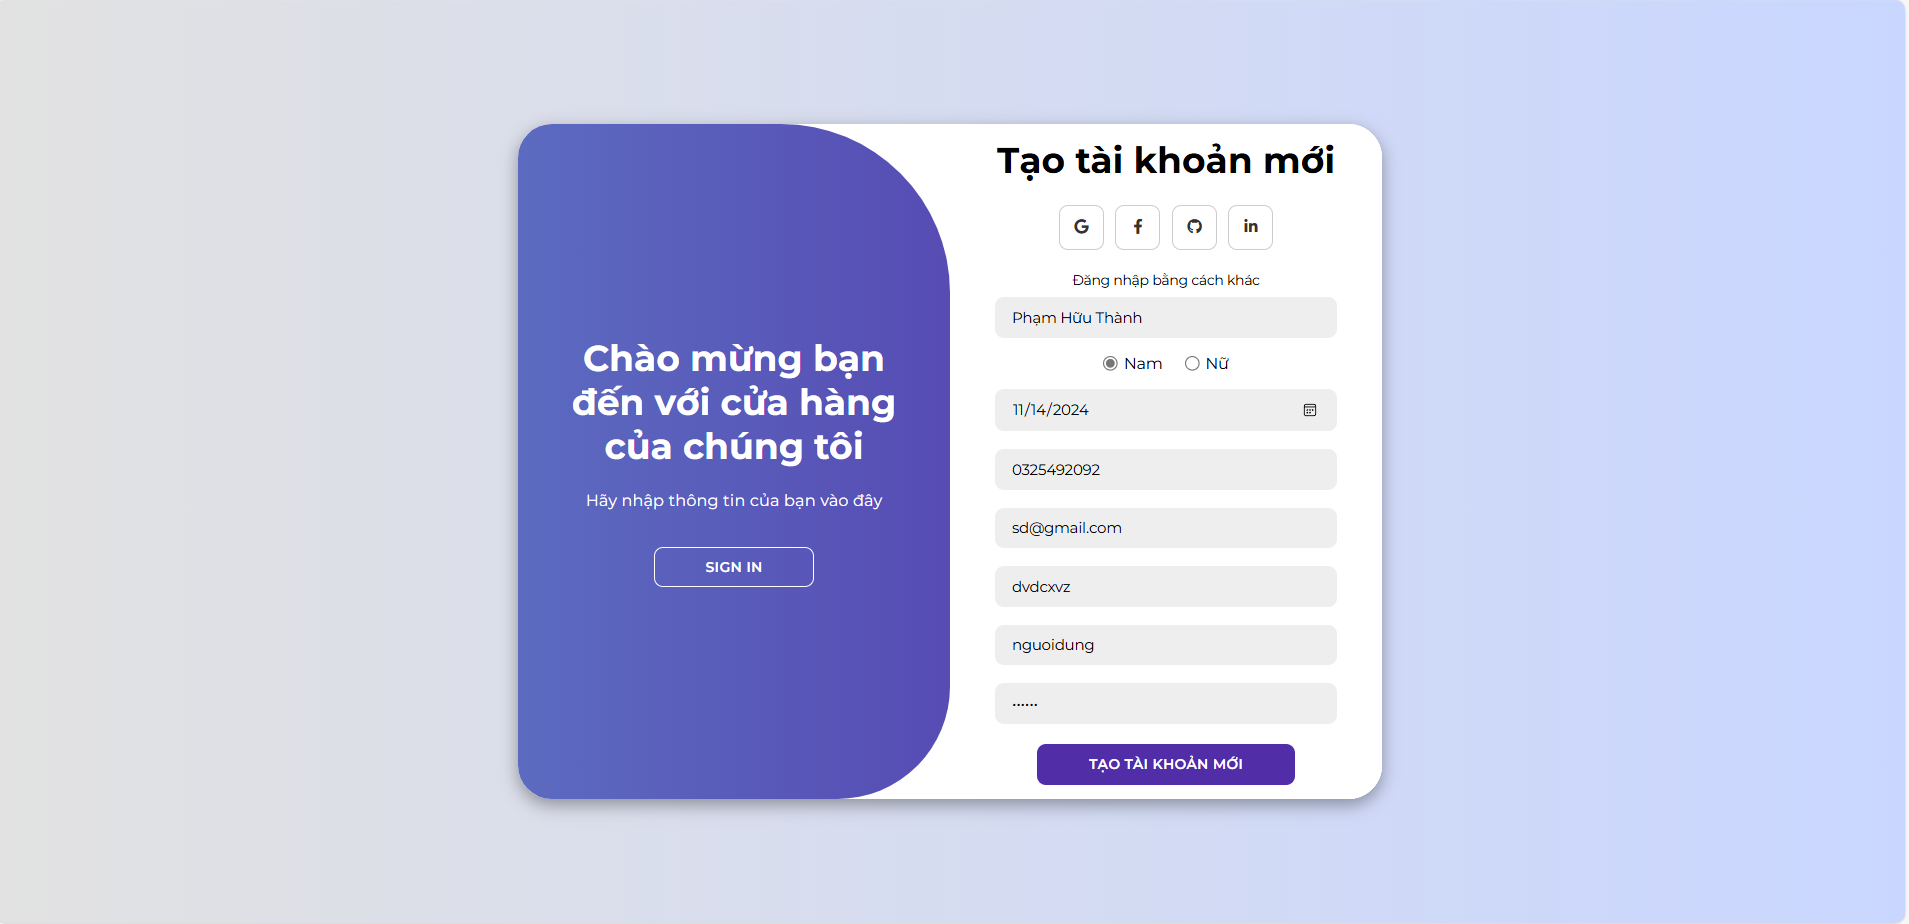 Chào mừng bạn
đến với cửa hàng
của chúng tôi
Hãy nhập thông tin của bạn vào đây
SIGN IN
Tạo tài khoản mới
Đăng nhập bằng cách khác
Phạm Hữu Thành
Nam Nữ
11/14/2024
0325492092
sd@gmail.com
dvdcxvz
nguoidung
••••••
TẠO TÀI KHOẢN MỚI